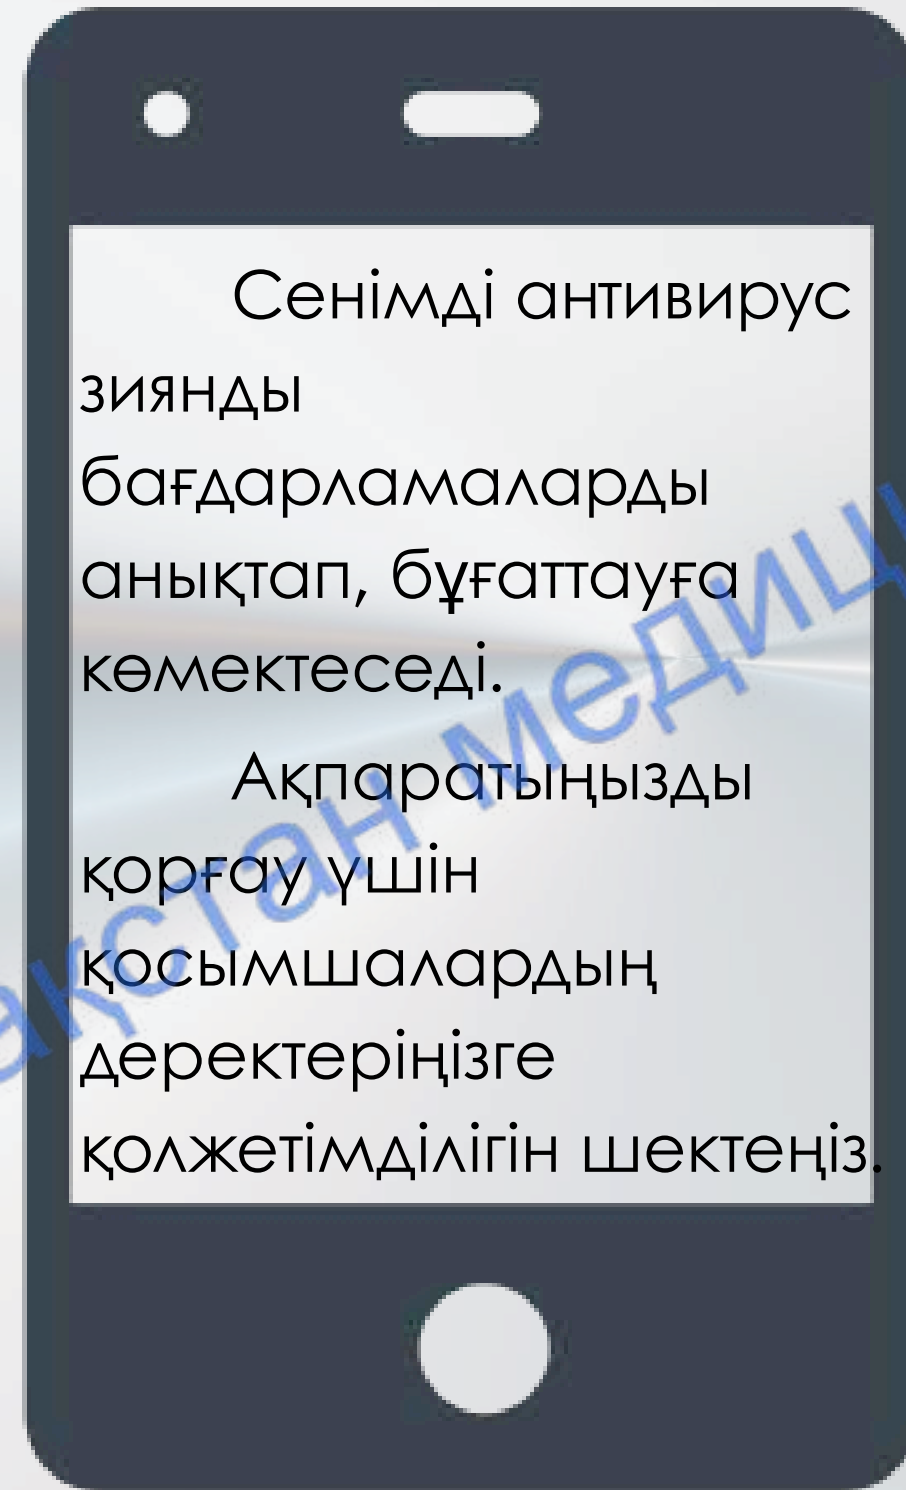 Сенімді антивирус
зиянды
бағдарламаларды
анықтап, бұғаттауға
көмектеседі.
Ақпаратыңызды
қорғау үшін
қосымшалардың
деректеріңізге
қолжетімділігін шектеңіз.